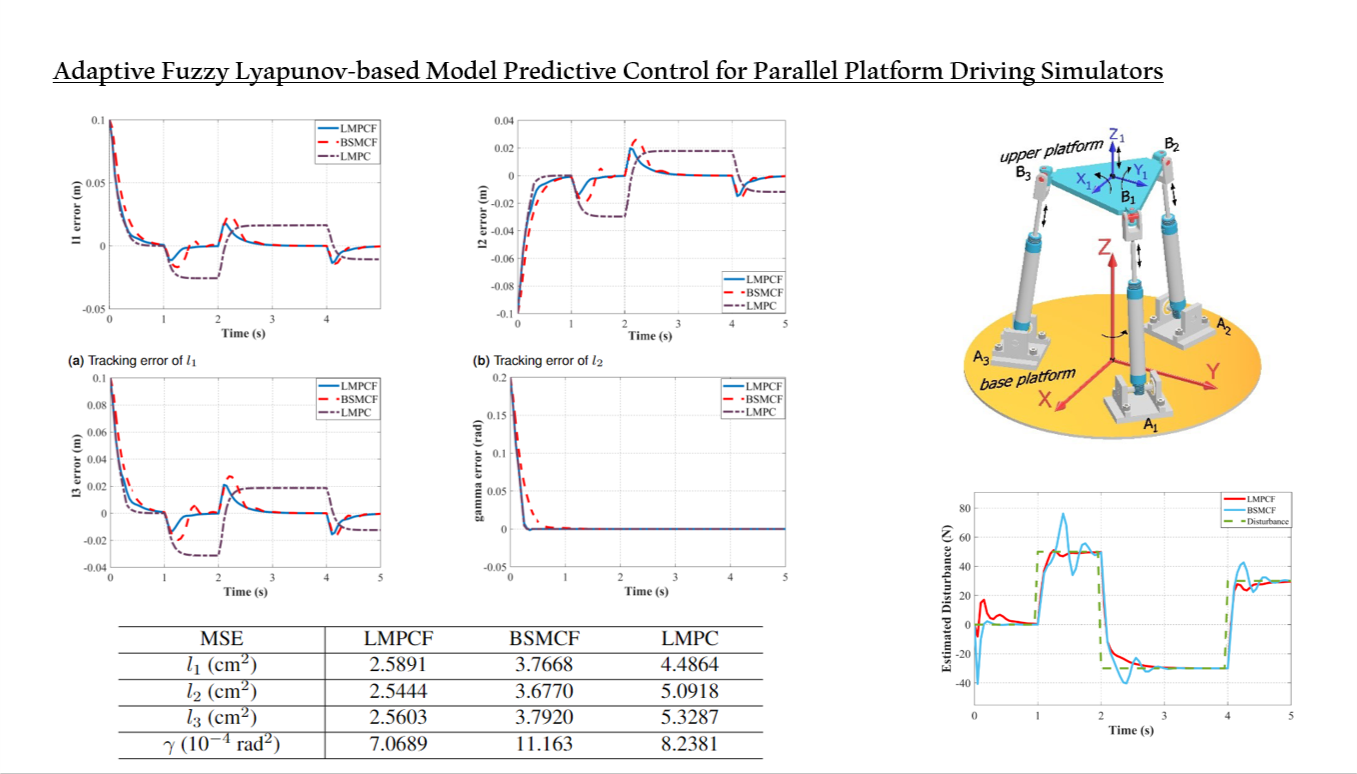 Adaptive Fuzzy Lyapunov-based Model Predictive Control for Parallel Platform Driving Simulators
0.1
0.05
0
-0.05
l1 error (m)
LMPCF
BSMCF
LMPC
0 1 2 3 4
Time (s)
(a) Tracking error of l₁
0.04
0.02
0
-0.02
-0.04
-0.06
-0.08
-0.1
l2 error (m)
LMPCF
BSMCF
LMPC
0 1 2 3 4 5
Time (s)
(b) Tracking error of l₂
0.1
0.08
0.06
0.04
0.02
0
-0.02
-0.04
l3 error (m)
LMPCF
BSMCF
LMPC
0 1 2 3 4 5
Time (s)
0.2
0.15
0.1
0.05
0
-0.05
gamma error (rad)
LMPCF
BSMCF
LMPC
0 1 2 3 4 5
Time (s)
MSE LMPCF BSMCF LMPC
l₁ (cm²) 2.5891 3.7668 4.4864
l₂ (cm²) 2.5444 3.6770 5.0918
l₃ (cm²) 2.5603 3.7920 5.3287
γ (10⁻⁴ rad²) 7.0689 11.163 8.2381
upper platform
Z₁
B₂
B₃
X₁
Y₁
B₁
Z
A₂
A₃
base platform
X
Y
A₁
80
60
40
20
0
-20
-40
Estimated Disturbance (N)
LMPCF
BSMCF
Disturbance
0 1 2 3 4 5
Time (s)